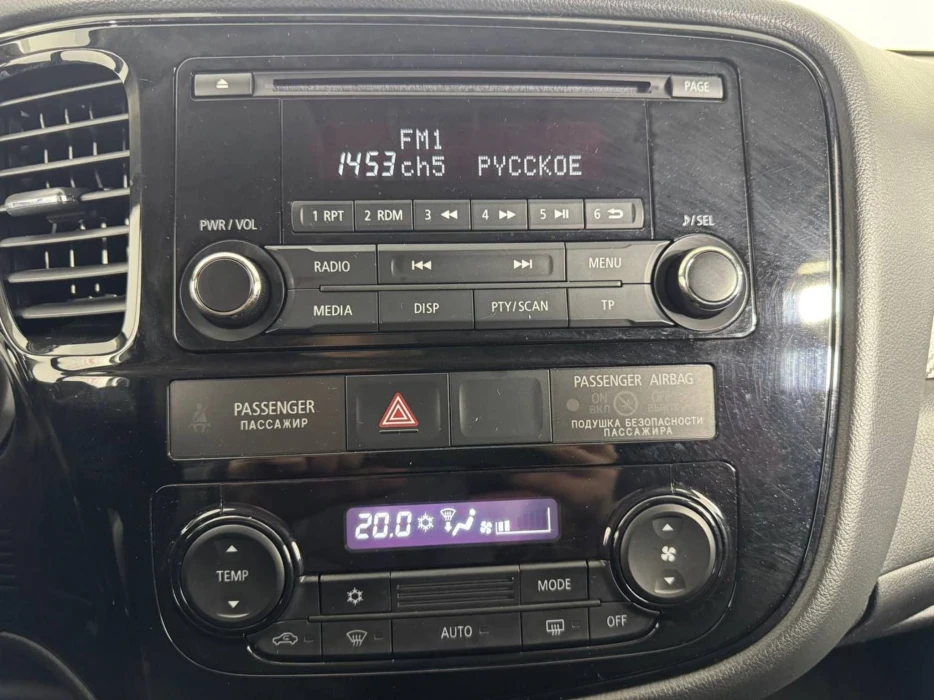 PAGE
FM1
1453 ch5 РУССКОЕ
1 RPT 2 RDM 3 4 5 6
PWR / VOL
/SEL
RADIO MENU
MEDIA DISP PTY/SCAN TP
PASSENGER
ПАССАЖИР
PASSENGER AIRBAG
ON OFF
ВКЛ ВЫКЛ
ПОДУШКА БЕЗОПАСНОСТИ
ПАССАЖИРА
20.0
TEMP
MODE
AUTO OFF